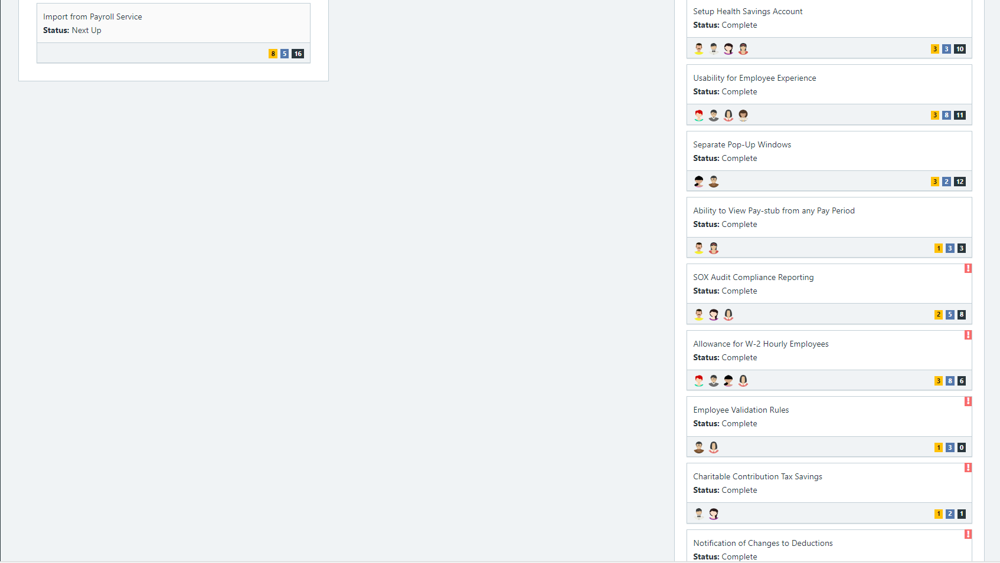 Import from Payroll Service
Status: Next Up
8 5 16
Setup Health Savings Account
Status: Complete
3 3 10
Usability for Employee Experience
Status: Complete
3 8 11
Separate Pop-Up Windows
Status: Complete
3 2 12
Ability to View Pay-stub from any Pay Period
Status: Complete
1 3 3
!
SOX Audit Compliance Reporting
Status: Complete
2 5 8
!
Allowance for W-2 Hourly Employees
Status: Complete
3 8 6
!
Employee Validation Rules
Status: Complete
1 3 0
!
Charitable Contribution Tax Savings
Status: Complete
1 2 1
!
Notification of Changes to Deductions
Status: Complete